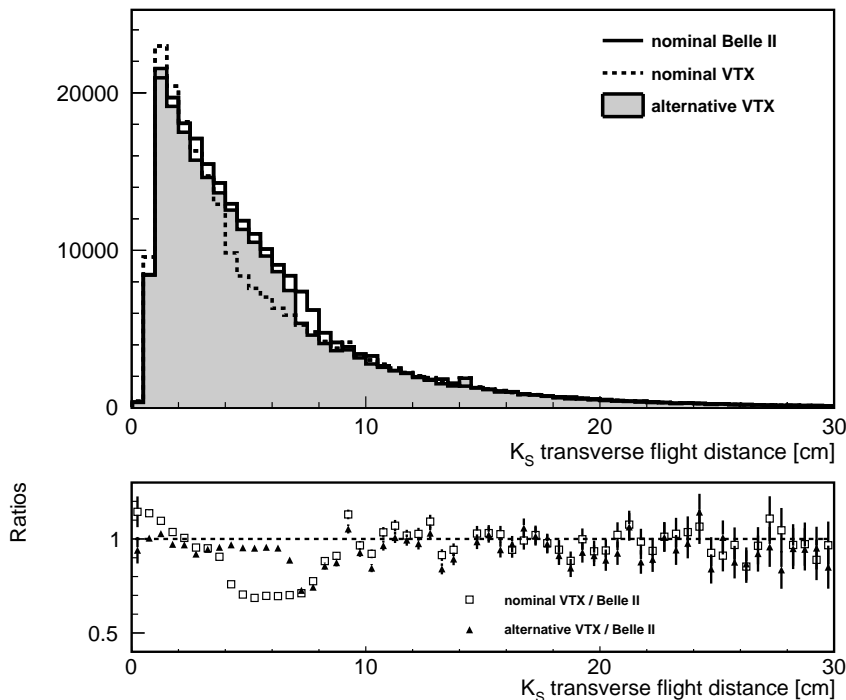 nominal Belle II
nominal VTX
alternative VTX
20000
10000
0
0 10 20 30
K_S transverse flight distance [cm]
Ratios
1
0.5
nominal VTX / Belle II
alternative VTX / Belle II
0 10 20 30
K_S transverse flight distance [cm]